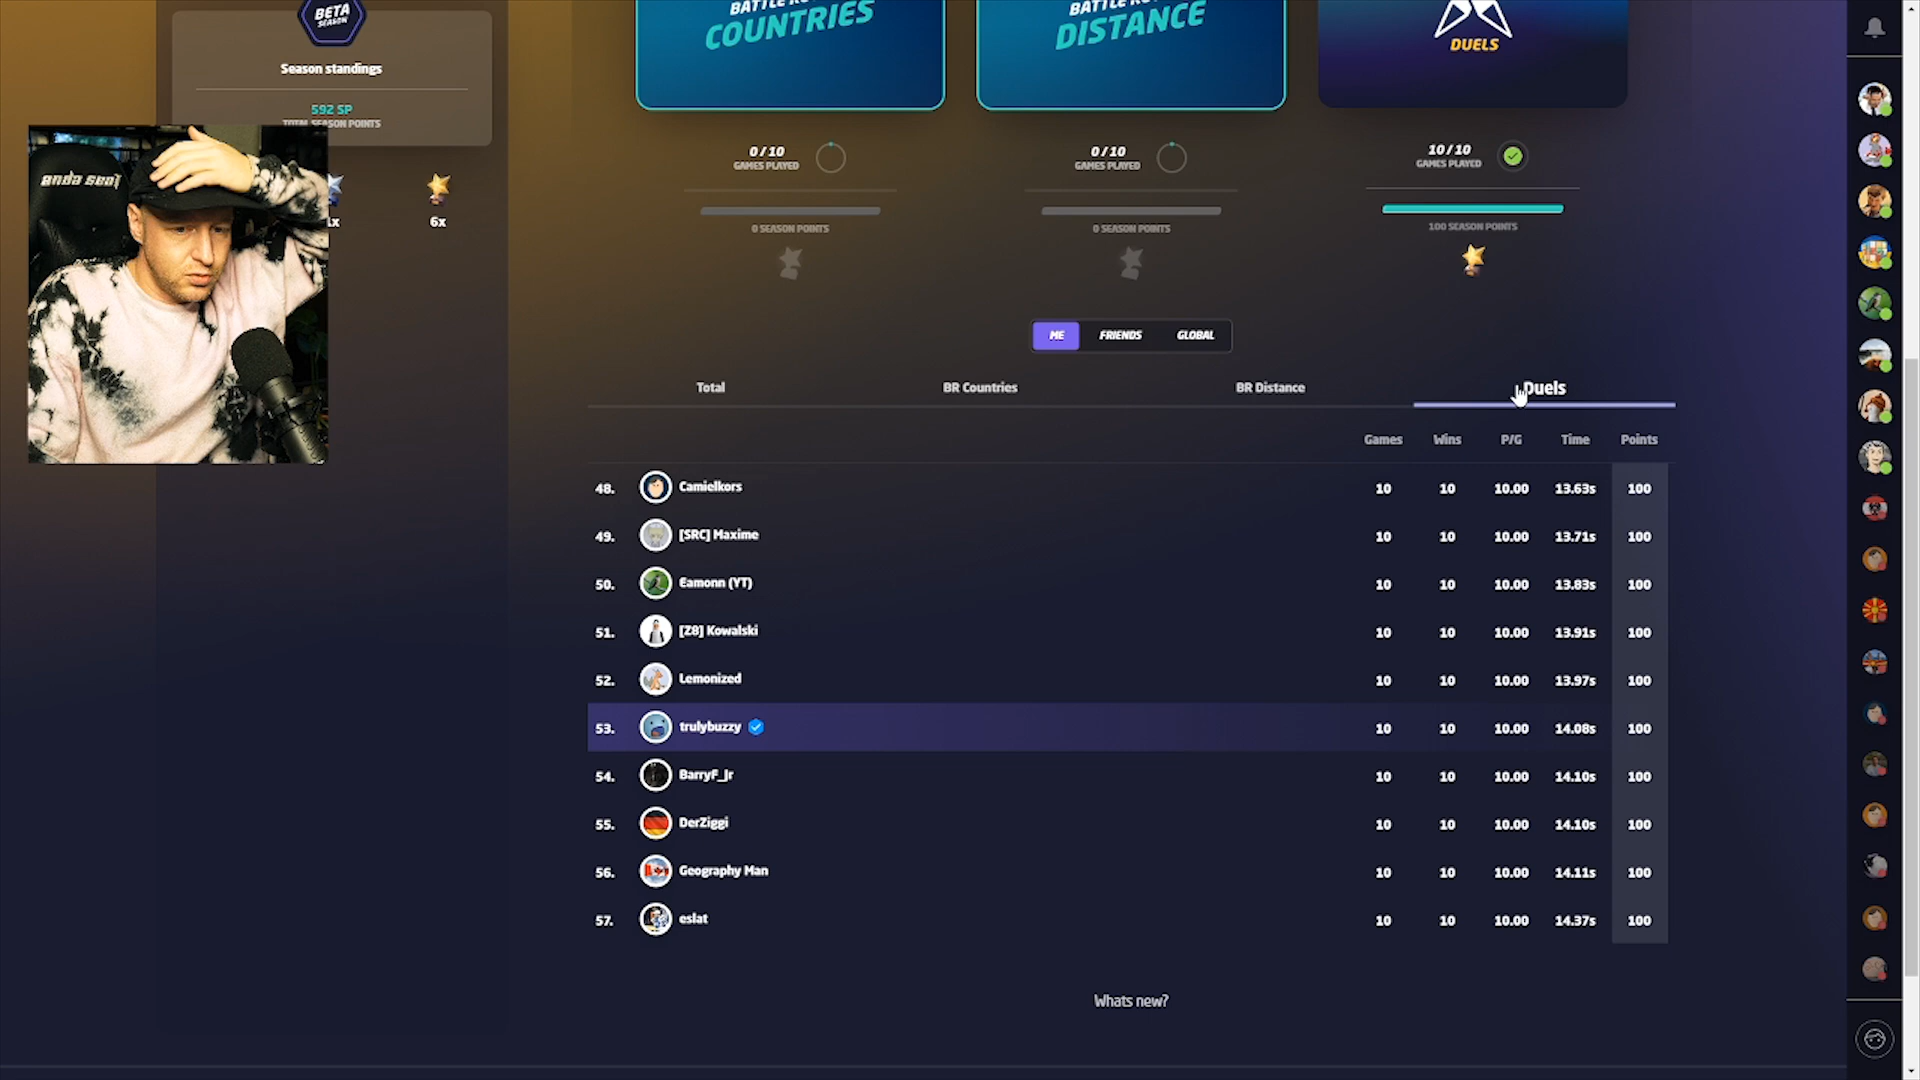 BETA
SEASON
Season standings
592 SP
TOTAL SEASON POINTS
1x
6x
anda seat
COUNTRIES
DISTANCE
DUELS
0 / 10
GAMES PLAYED
0 SEASON POINTS
0 / 10
GAMES PLAYED
0 SEASON POINTS
10 / 10
GAMES PLAYED
100 SEASON POINTS
ME FRIENDS GLOBAL
Total BR Countries BR Distance Duels
Games Wins P/G Time Points
48. Camielkors 10 10 10.00 13.63s 100
49. [SRC] Maxime 10 10 10.00 13.71s 100
50. Eamonn (YT) 10 10 10.00 13.83s 100
51. [Z8] Kowalski 10 10 10.00 13.91s 100
52. Lemonized 10 10 10.00 13.97s 100
53. trulybuzzy 10 10 10.00 14.08s 100
54. BarryF_Jr 10 10 10.00 14.10s 100
55. DerZiggi 10 10 10.00 14.10s 100
56. Geography Man 10 10 10.00 14.11s 100
57. eslat 10 10 10.00 14.37s 100
Whats new?